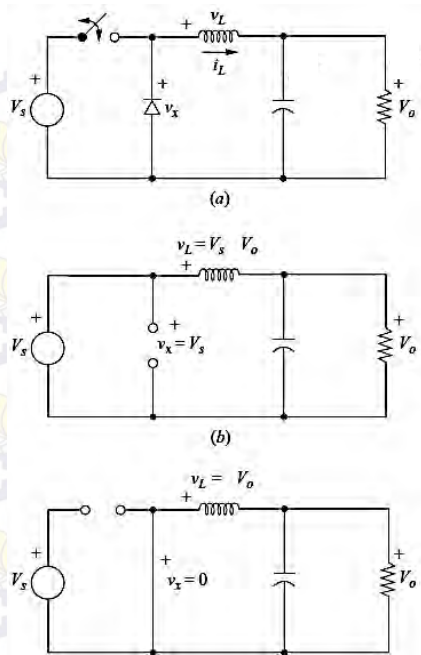 + v_L
i_L
+ + +
V_s v_x V_o
(a)
v_L = V_s V_o
+
+ + +
V_s v_x = V_s V_o
(b)
v_L = V_o
+
+ + +
V_s v_x = 0 V_o